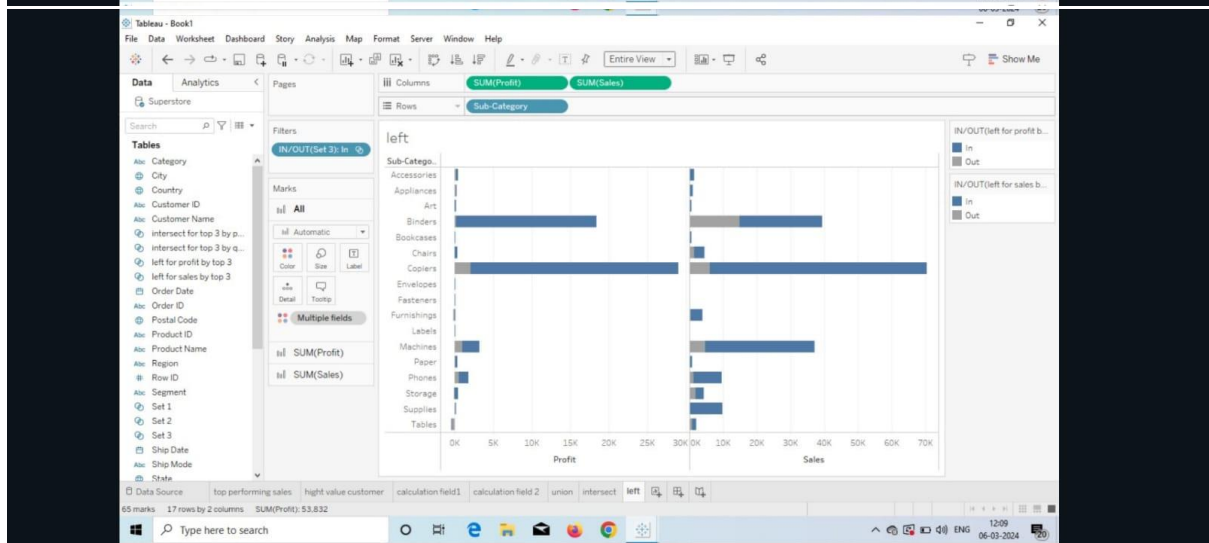 Tableau - Book1
File Data Worksheet Dashboard Story Analysis Map Format Server Window Help
Entire View
Show Me
Data Analytics
Pages
Columns SUM(Profit) SUM(Sales)
Superstore
Rows Sub-Category
Search
Filters
IN/OUT(Set 3): In
left
IN/OUT(left for profit b...
In
Out
IN/OUT(left for sales b...
In
Out
Tables
Category
City
Country
Customer ID
Customer Name
intersect for top 3 by p...
intersect for top 3 by q...
left for profit by top 3
left for sales by top 3
Order Date
Order ID
Postal Code
Product ID
Product Name
Region
Row ID
Segment
Set 1
Set 2
Set 3
Ship Date
Ship Mode
State
Marks
All
Automatic
Color Size Label
Detail Tooltip
Multiple fields
SUM(Profit)
SUM(Sales)
Sub-Catego..
Accessories
Appliances
Art
Binders
Bookcases
Chairs
Copiers
Envelopes
Fasteners
Furnishings
Labels
Machines
Paper
Phones
Storage
Supplies
Tables
0K 5K 10K 15K 20K 25K 30K 0K 10K 20K 30K 40K 50K 60K 70K
Profit Sales
Data Source top performing sales hight value customer calculation field1 calculation field 2 union intersect left
65 marks 17 rows by 2 columns SUM(Profit): 53,832
Type here to search
ENG
12:09
06-03-2024
20